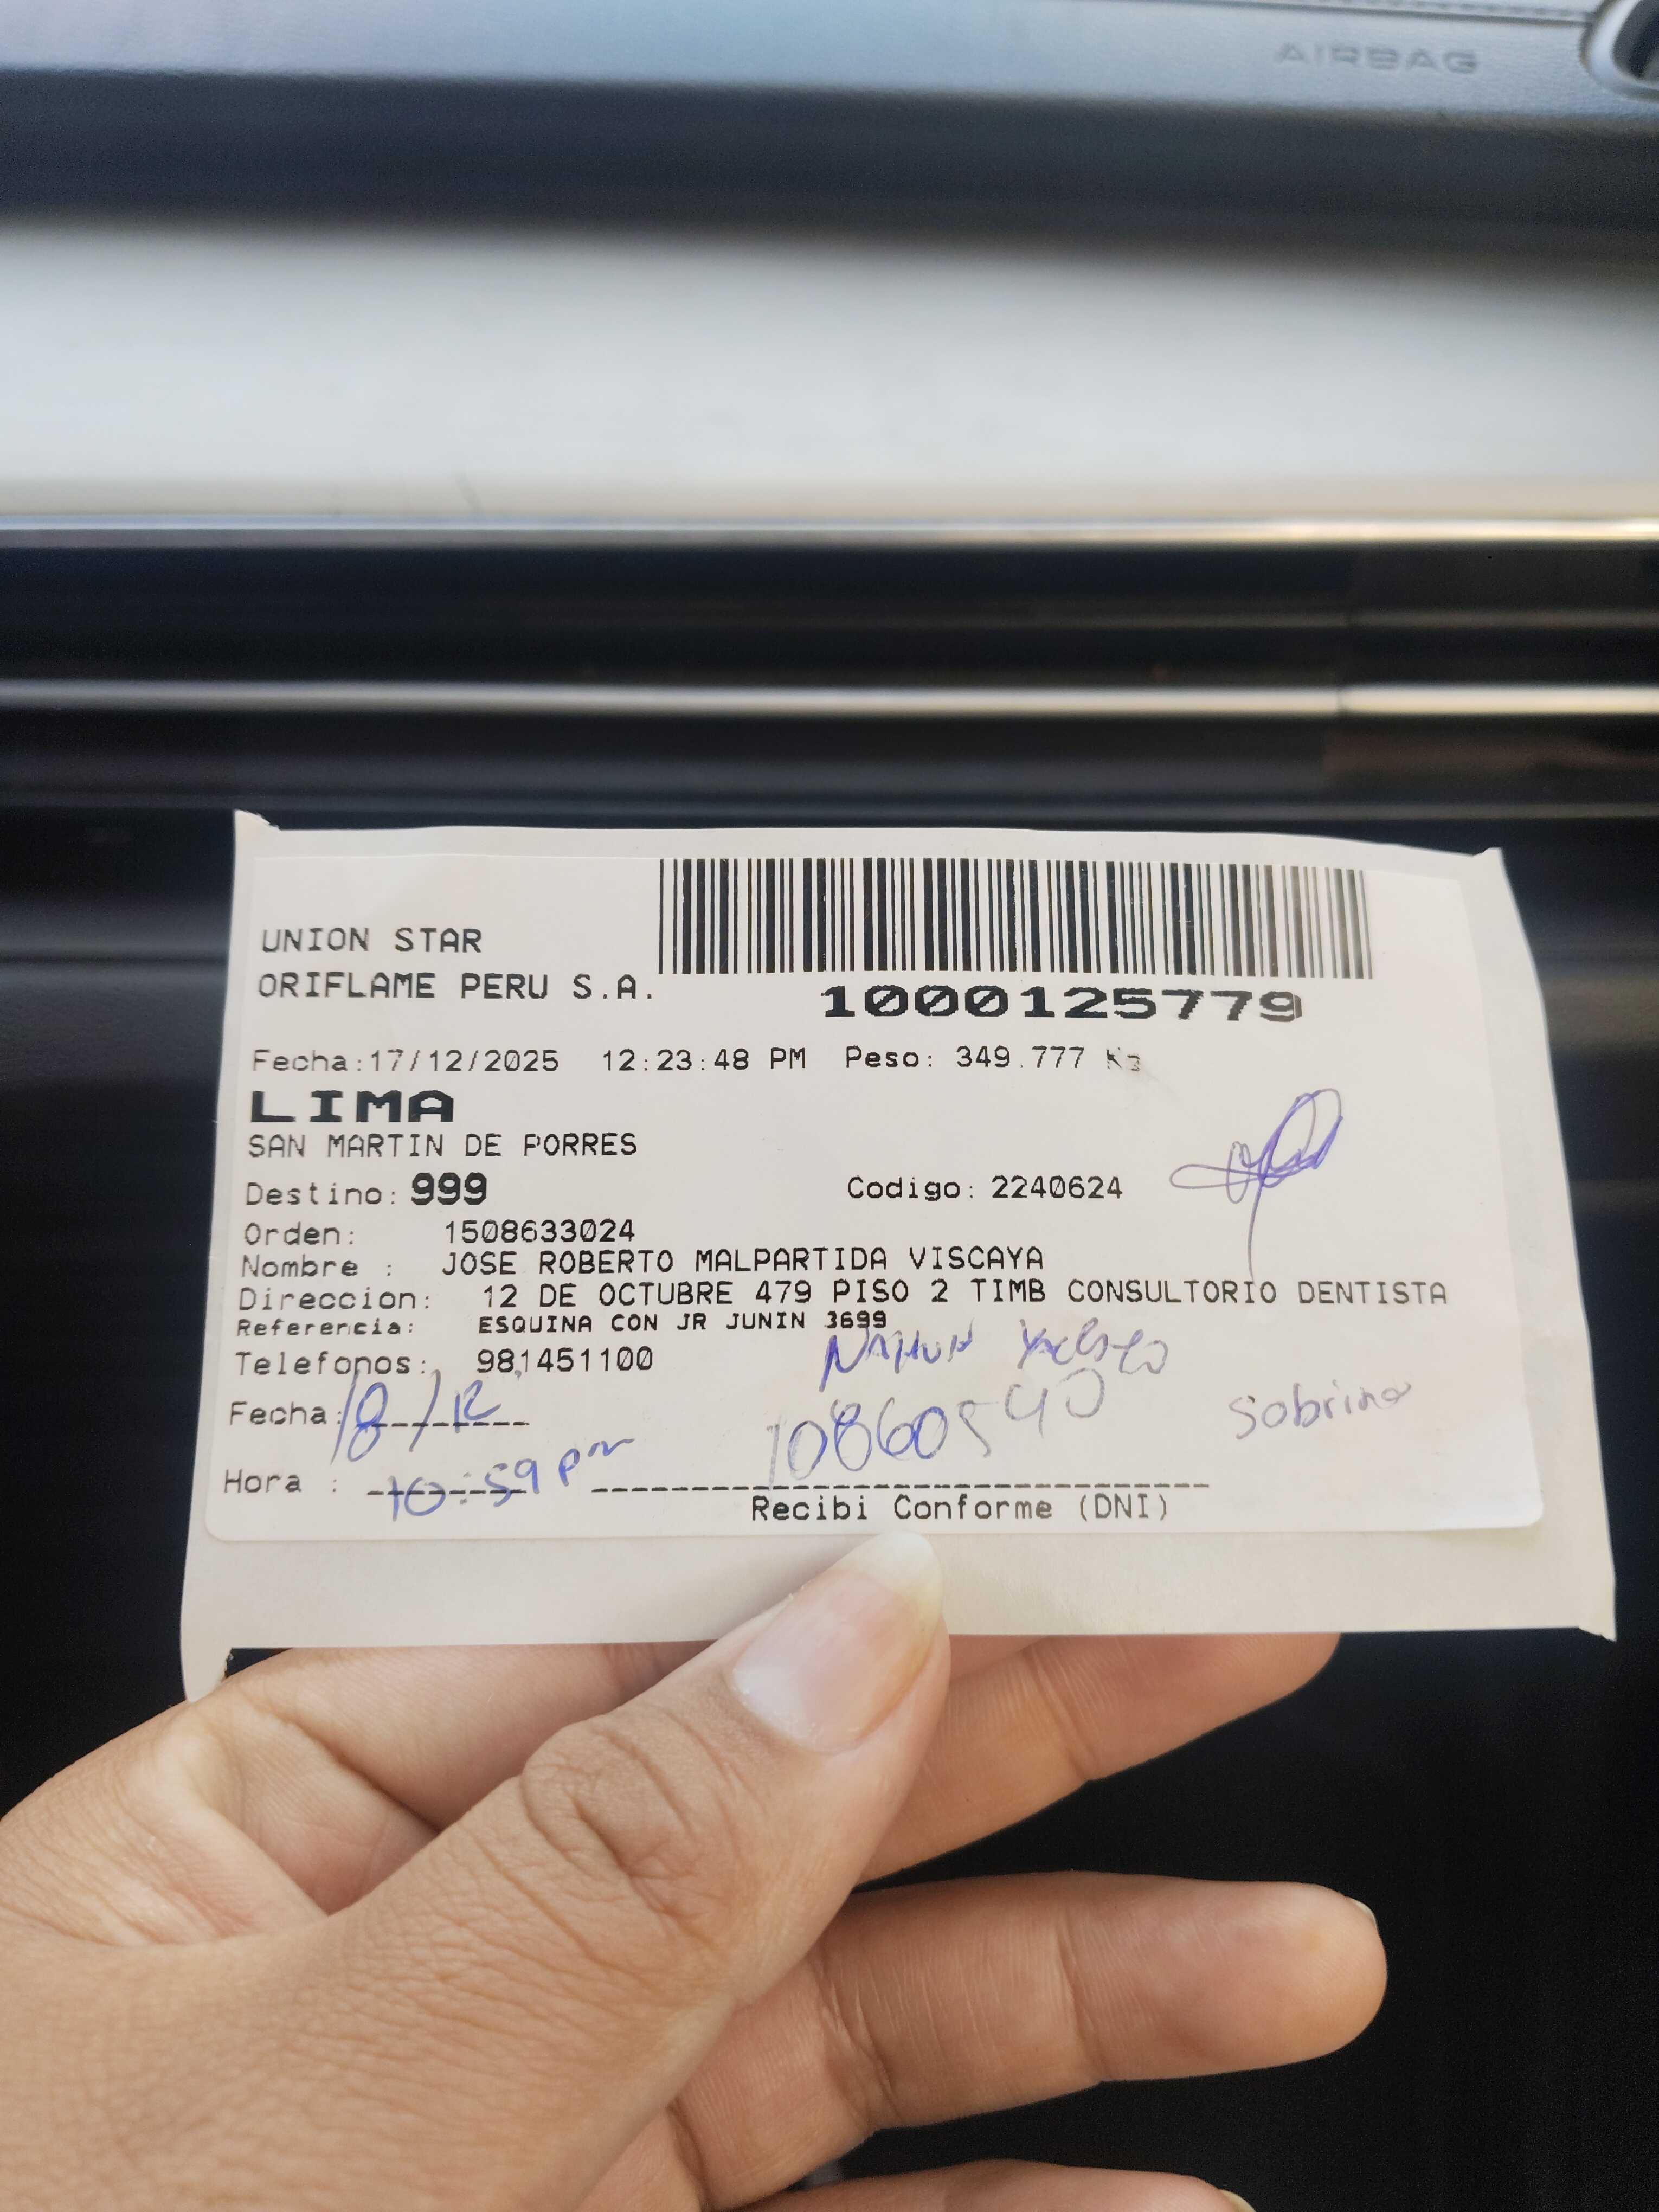 AIRBAG
UNION STAR
ORIFLAME PERU S.A.
1000125779
Fecha:17/12/2025 12:23:48 PM Peso: 349.777 Kg
LIMA
SAN MARTIN DE PORRES
Destino: 999 Codigo: 2240624
Orden: 1508633024
Nombre : JOSE ROBERTO MALPARTIDA VISCAYA
Direccion: 12 DE OCTUBRE 479 PISO 2 TIMB CONSULTORIO DENTISTA
Referencia: ESQUINA CON JR JUNIN 3699
Telefonos: 981451100
Fecha: 18/12 10860540 Sobrino
Hora : 10:59 pm
Recibi Conforme (DNI)